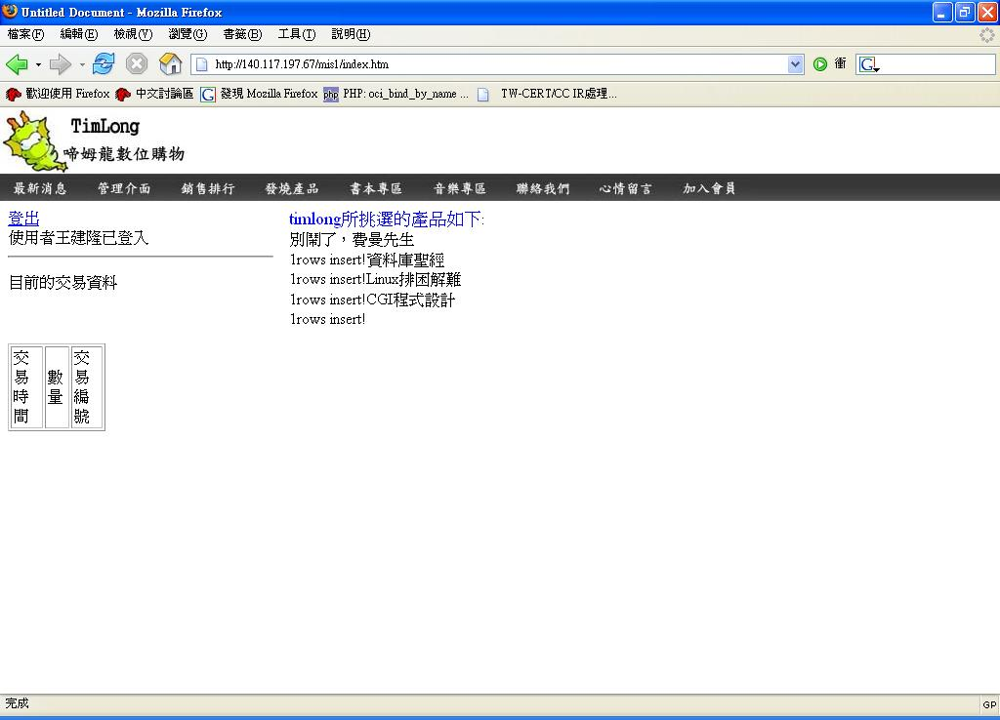 Untitled Document - Mozilla Firefox
檔案(F) 編輯(E) 檢視(V) 瀏覽(G) 書籤(B) 工具(T) 說明(H)
http://140.117.197.67/mis1/index.htm 衝 G
歡迎使用 Firefox 中文討論區 G 發現 Mozilla Firefox php PHP: oci_bind_by_name ... TW-CERT/CC IR處理...
TimLong
啼姆龍數位購物
最新消息 管理介面 銷售排行 發燒產品 書本專區 音樂專區 聯絡我們 心情留言 加入會員
登出
使用者王建隆已登入
目前的交易資料
交易時間 數量 交易編號
timlong所挑選的產品如下:
別鬧了，費曼先生
1rows insert!資料庫聖經
1rows insert!Linux排困解難
1rows insert!CGI程式設計
1rows insert!
完成 GP